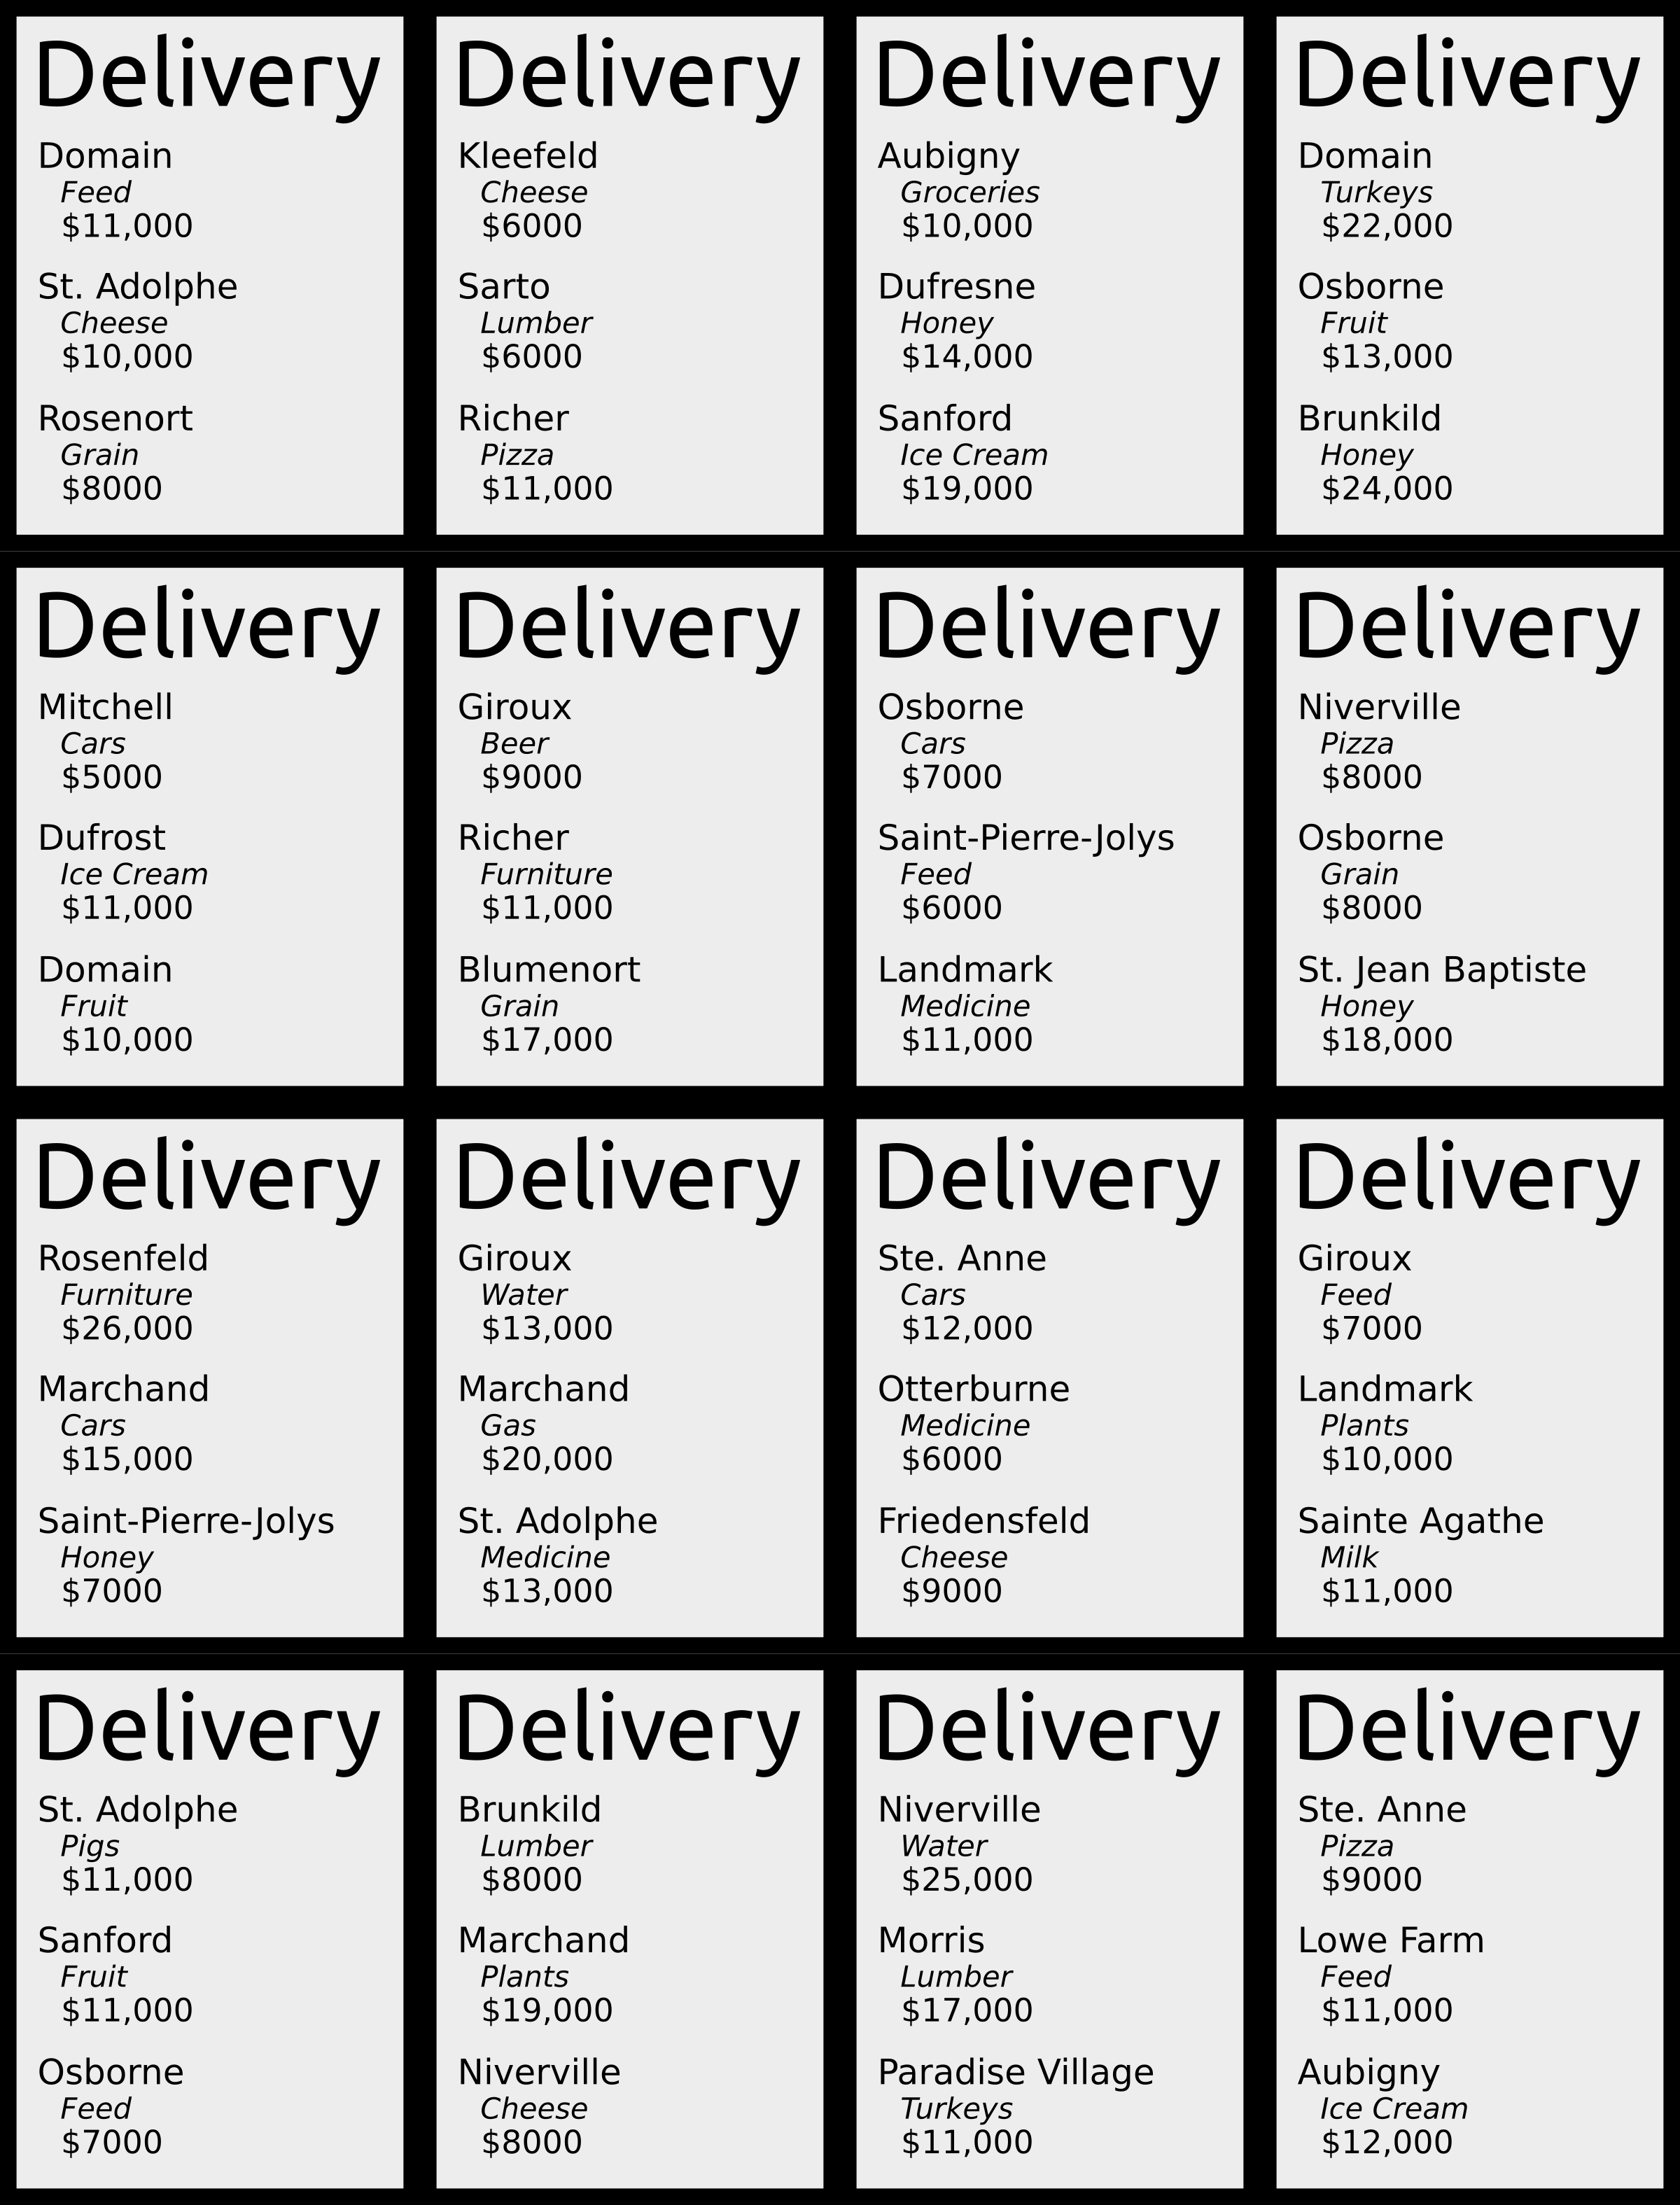 Delivery
Domain
Feed
$11,000
St. Adolphe
Cheese
$10,000
Rosenort
Grain
$8000
Delivery
Kleefeld
Cheese
$6000
Sarto
Lumber
$6000
Richer
Pizza
$11,000
Delivery
Aubigny
Groceries
$10,000
Dufresne
Honey
$14,000
Sanford
Ice Cream
$19,000
Delivery
Domain
Turkeys
$22,000
Osborne
Fruit
$13,000
Brunkild
Honey
$24,000
Delivery
Mitchell
Cars
$5000
Dufrost
Ice Cream
$11,000
Domain
Fruit
$10,000
Delivery
Giroux
Beer
$9000
Richer
Furniture
$11,000
Blumenort
Grain
$17,000
Delivery
Osborne
Cars
$7000
Saint-Pierre-Jolys
Feed
$6000
Landmark
Medicine
$11,000
Delivery
Niverville
Pizza
$8000
Osborne
Grain
$8000
St. Jean Baptiste
Honey
$18,000
Delivery
Rosenfeld
Furniture
$26,000
Marchand
Cars
$15,000
Saint-Pierre-Jolys
Honey
$7000
Delivery
Giroux
Water
$13,000
Marchand
Gas
$20,000
St. Adolphe
Medicine
$13,000
Delivery
Ste. Anne
Cars
$12,000
Otterburne
Medicine
$6000
Friedensfeld
Cheese
$9000
Delivery
Giroux
Feed
$7000
Landmark
Plants
$10,000
Sainte Agathe
Milk
$11,000
Delivery
St. Adolphe
Pigs
$11,000
Sanford
Fruit
$11,000
Osborne
Feed
$7000
Delivery
Brunkild
Lumber
$8000
Marchand
Plants
$19,000
Niverville
Cheese
$8000
Delivery
Niverville
Water
$25,000
Morris
Lumber
$17,000
Paradise Village
Turkeys
$11,000
Delivery
Ste. Anne
Pizza
$9000
Lowe Farm
Feed
$11,000
Aubigny
Ice Cream
$12,000